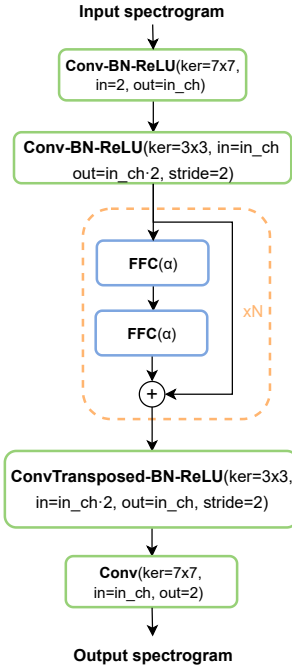 Input spectrogram
Conv-BN-ReLU(ker=7x7,
in=2, out=in_ch)
Conv-BN-ReLU(ker=3x3, in=in_ch
out=in_ch·2, stride=2)
FFC(α)
xN
FFC(α)
+
ConvTransposed-BN-ReLU(ker=3x3,
in=in_ch·2, out=in_ch, stride=2)
Conv(ker=7x7,
in=in_ch, out=2)
Output spectrogram